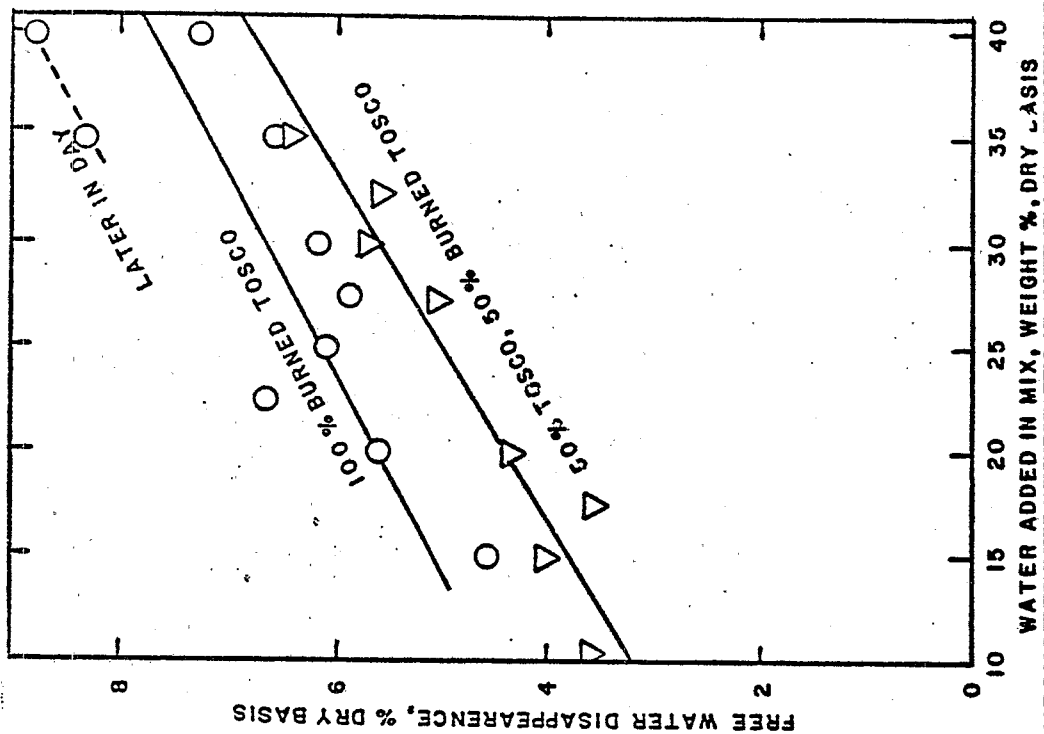 LATER IN DAY
100% BURNED TOSCO
50% TOSCO, 50% BURNED TOSCO
FREE WATER DISAPPEARENCE, % DRY BASIS
8
6
4
2
0
10
15
20
25
30
35
40
WATER ADDED IN MIX, WEIGHT %, DRY ASIS